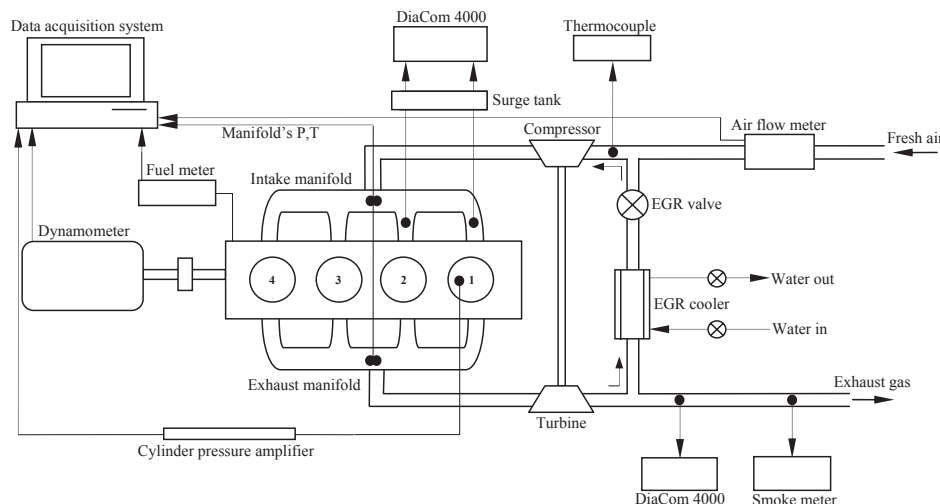 Data acquisition system
DiaCom 4000
Thermocouple
Surge tank
Manifold's P,T
Compressor
Air flow meter
Fresh air
Fuel meter
Intake manifold
EGR valve
Dynamometer
4
3
2
1
Water out
EGR cooler
Water in
Exhaust manifold
Exhaust gas
Turbine
Cylinder pressure amplifier
DiaCom 4000
Smoke meter